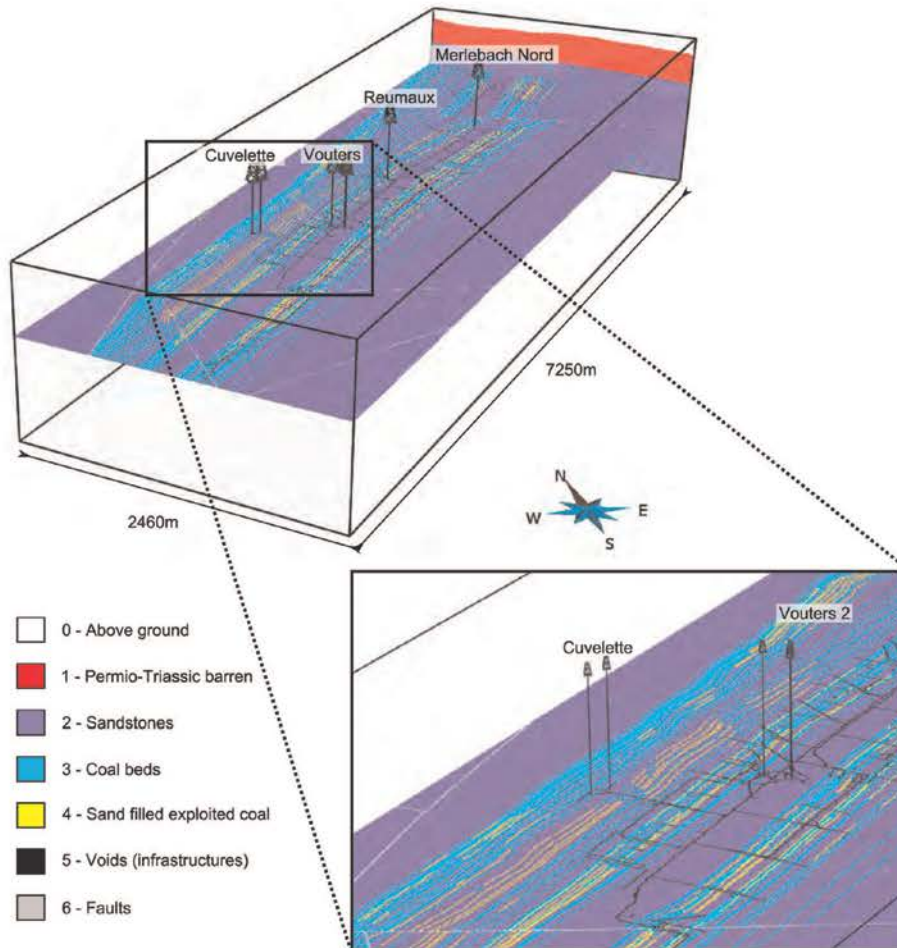 Merlebach Nord
Reumaux
Cuvelette
Vouters
7250m
2460m
N
W
E
S
0 - Above ground
1 - Permio-Triassic barren
2 - Sandstones
3 - Coal beds
4 - Sand filled exploited coal
5 - Voids (infrastructures)
6 - Faults
Vouters 2
Cuvelette